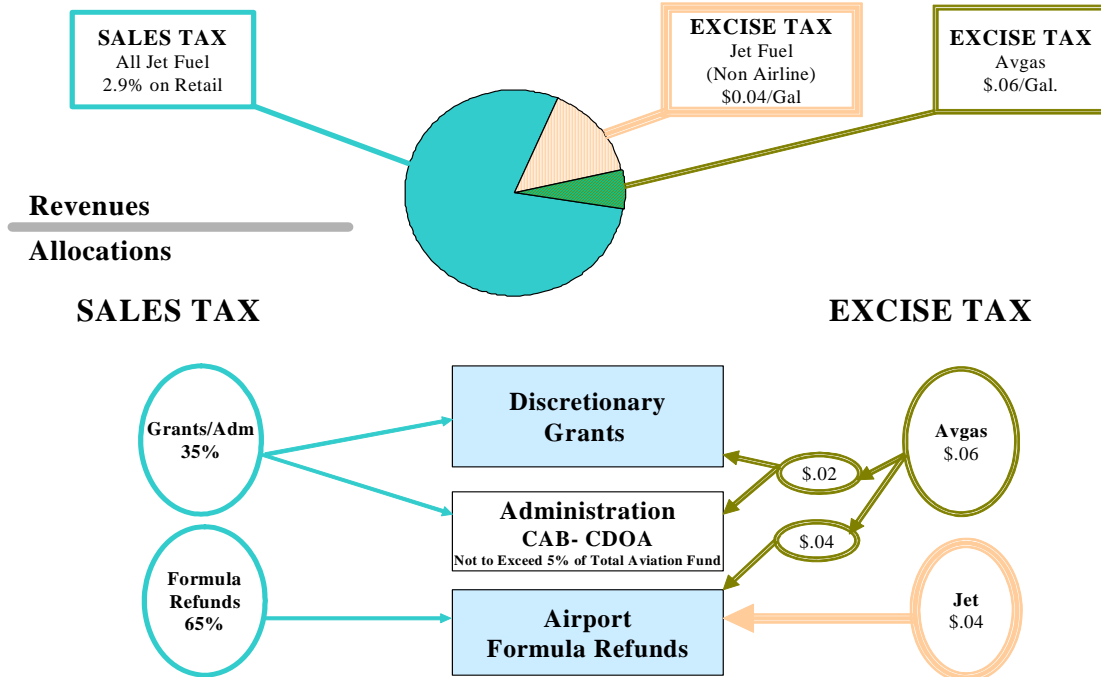 SALES TAX
All Jet Fuel
2.9% on Retail
EXCISE TAX
Jet Fuel
(Non Airline)
$0.04/Gal
EXCISE TAX
Avgas
$.06/Gal.
Revenues
Allocations
SALES TAX
EXCISE TAX
Grants/Adm
35%
Discretionary
Grants
Avgas
$.06
$.02
Administration
CAB- CDOA
Not to Exceed 5% of Total Aviation Fund
$.04
Formula
Refunds
65%
Airport
Formula Refunds
Jet
$.04